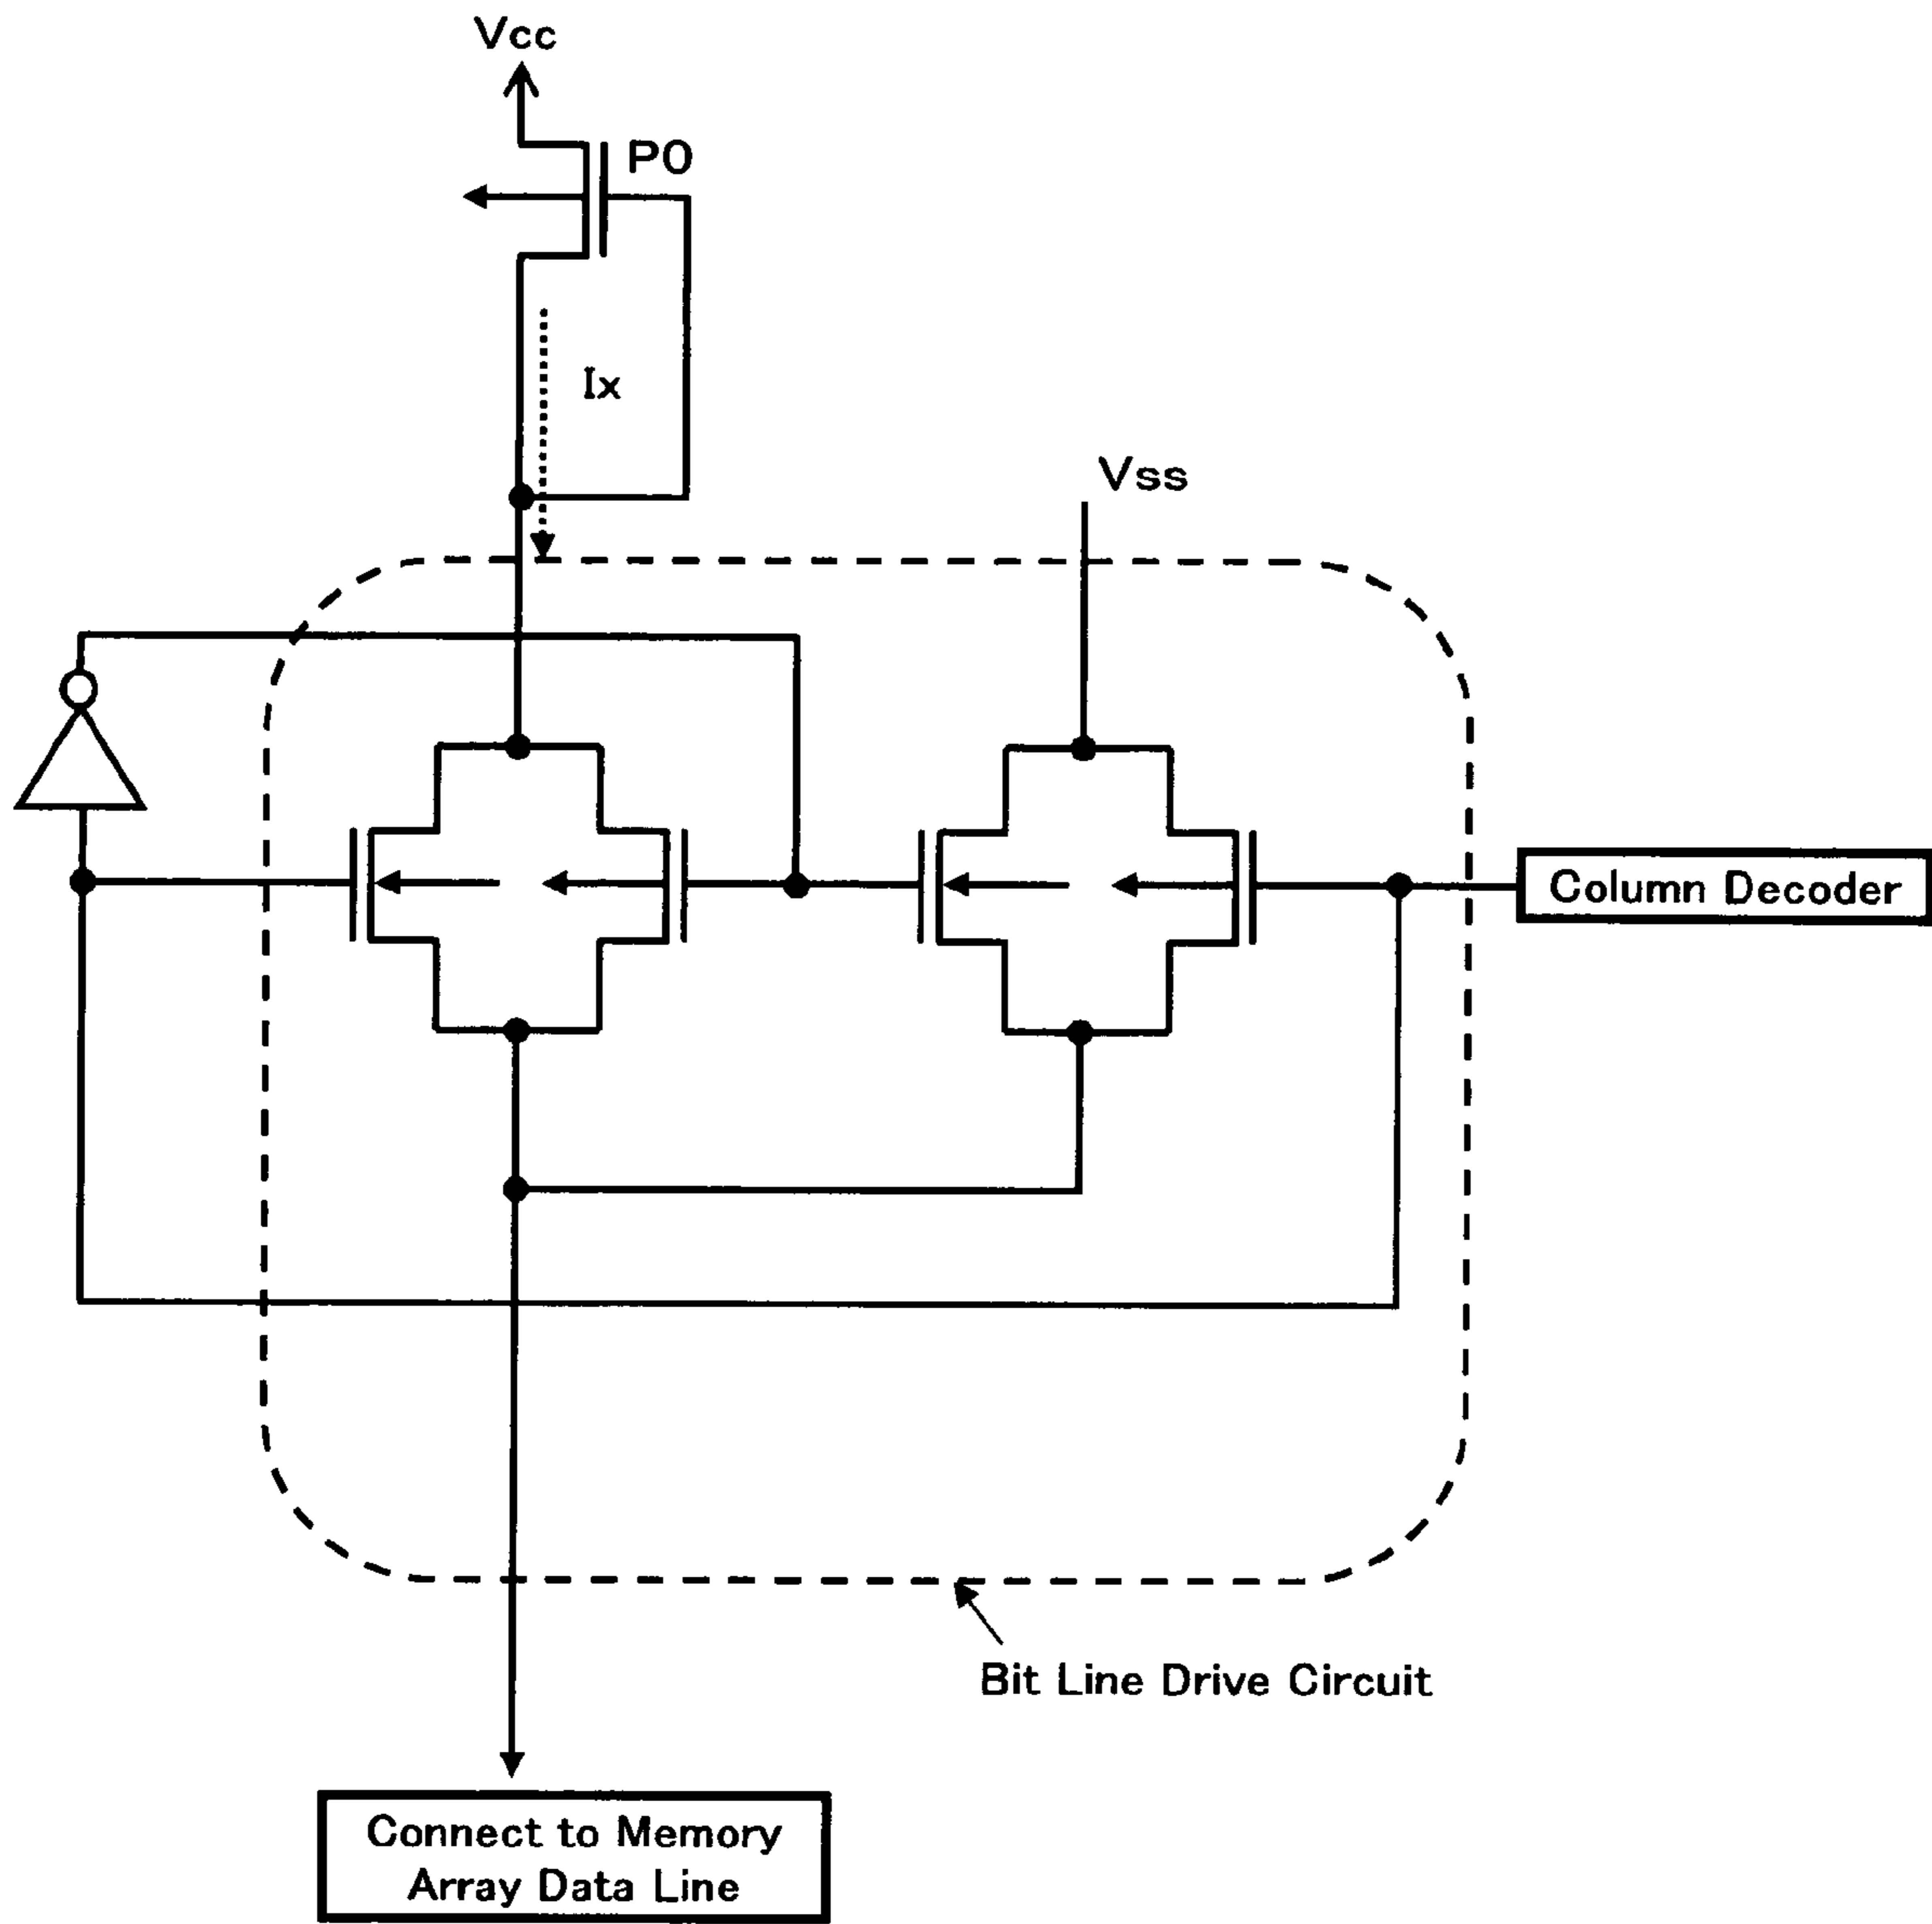 Vcc
P0
Ix
Vss
Column Decoder
Bit Line Drive Circuit
Connect to Memory
Array Data Line